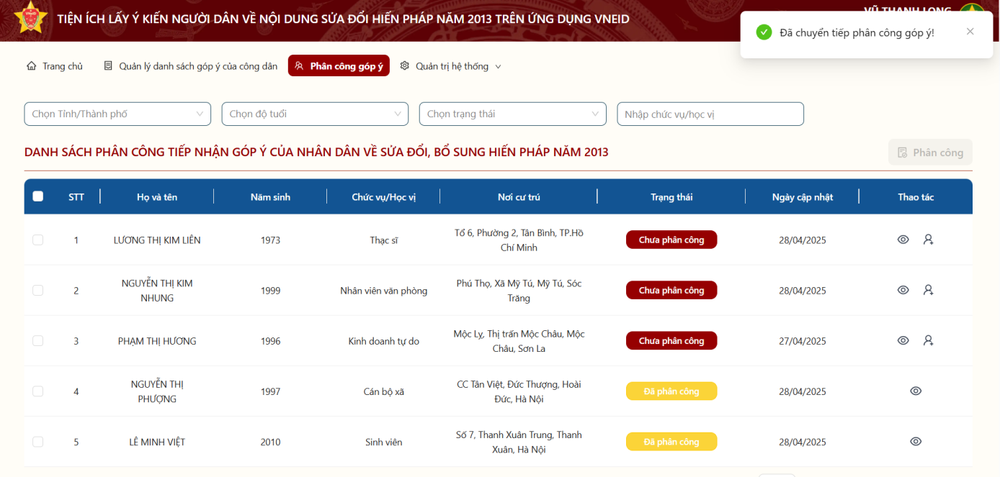 VNeID
TIỆN ÍCH LẤY Ý KIẾN NGƯỜI DÂN VỀ NỘI DUNG SỬA ĐỔI HIẾN PHÁP NĂM 2013 TRÊN ỨNG DỤNG VNEID
VŨ THANH LONG
Đã chuyển tiếp phân công góp ý!
Trang chủ
Quản lý danh sách góp ý của công dân
Phân công góp ý
Quản trị hệ thống
Chọn Tỉnh/Thành phố
Chọn độ tuổi
Chọn trạng thái
Nhập chức vụ/học vị
DANH SÁCH PHÂN CÔNG TIẾP NHẬN GÓP Ý CỦA NHÂN DÂN VỀ SỬA ĐỔI, BỔ SUNG HIẾN PHÁP NĂM 2013
Phân công
STT Họ và tên Năm sinh Chức vụ/Học vị Nơi cư trú Trạng thái Ngày cập nhật Thao tác
1 LƯƠNG THỊ KIM LIÊN 1973 Thạc sĩ Tổ 6, Phường 2, Tân Bình, TP.Hồ
Chí Minh
Chưa phân công 28/04/2025
2 NGUYỄN THỊ KIM
NHUNG
1999 Nhân viên văn phòng Phú Thọ, Xã Mỹ Tú, Mỹ Tú, Sóc
Trăng
Chưa phân công 28/04/2025
3 PHẠM THỊ HƯƠNG 1996 Kinh doanh tự do Mộc Lỵ, Thị trấn Mộc Châu, Mộc
Châu, Sơn La
Chưa phân công 27/04/2025
4 NGUYỄN THỊ
PHƯỢNG
1997 Cán bộ xã CC Tân Việt, Đức Thượng, Hoài
Đức, Hà Nội
Đã phân công 28/04/2025
5 LÊ MINH VIỆT 2010 Sinh viên Số 7, Thanh Xuân Trung, Thanh
Xuân, Hà Nội
Đã phân công 28/04/2025